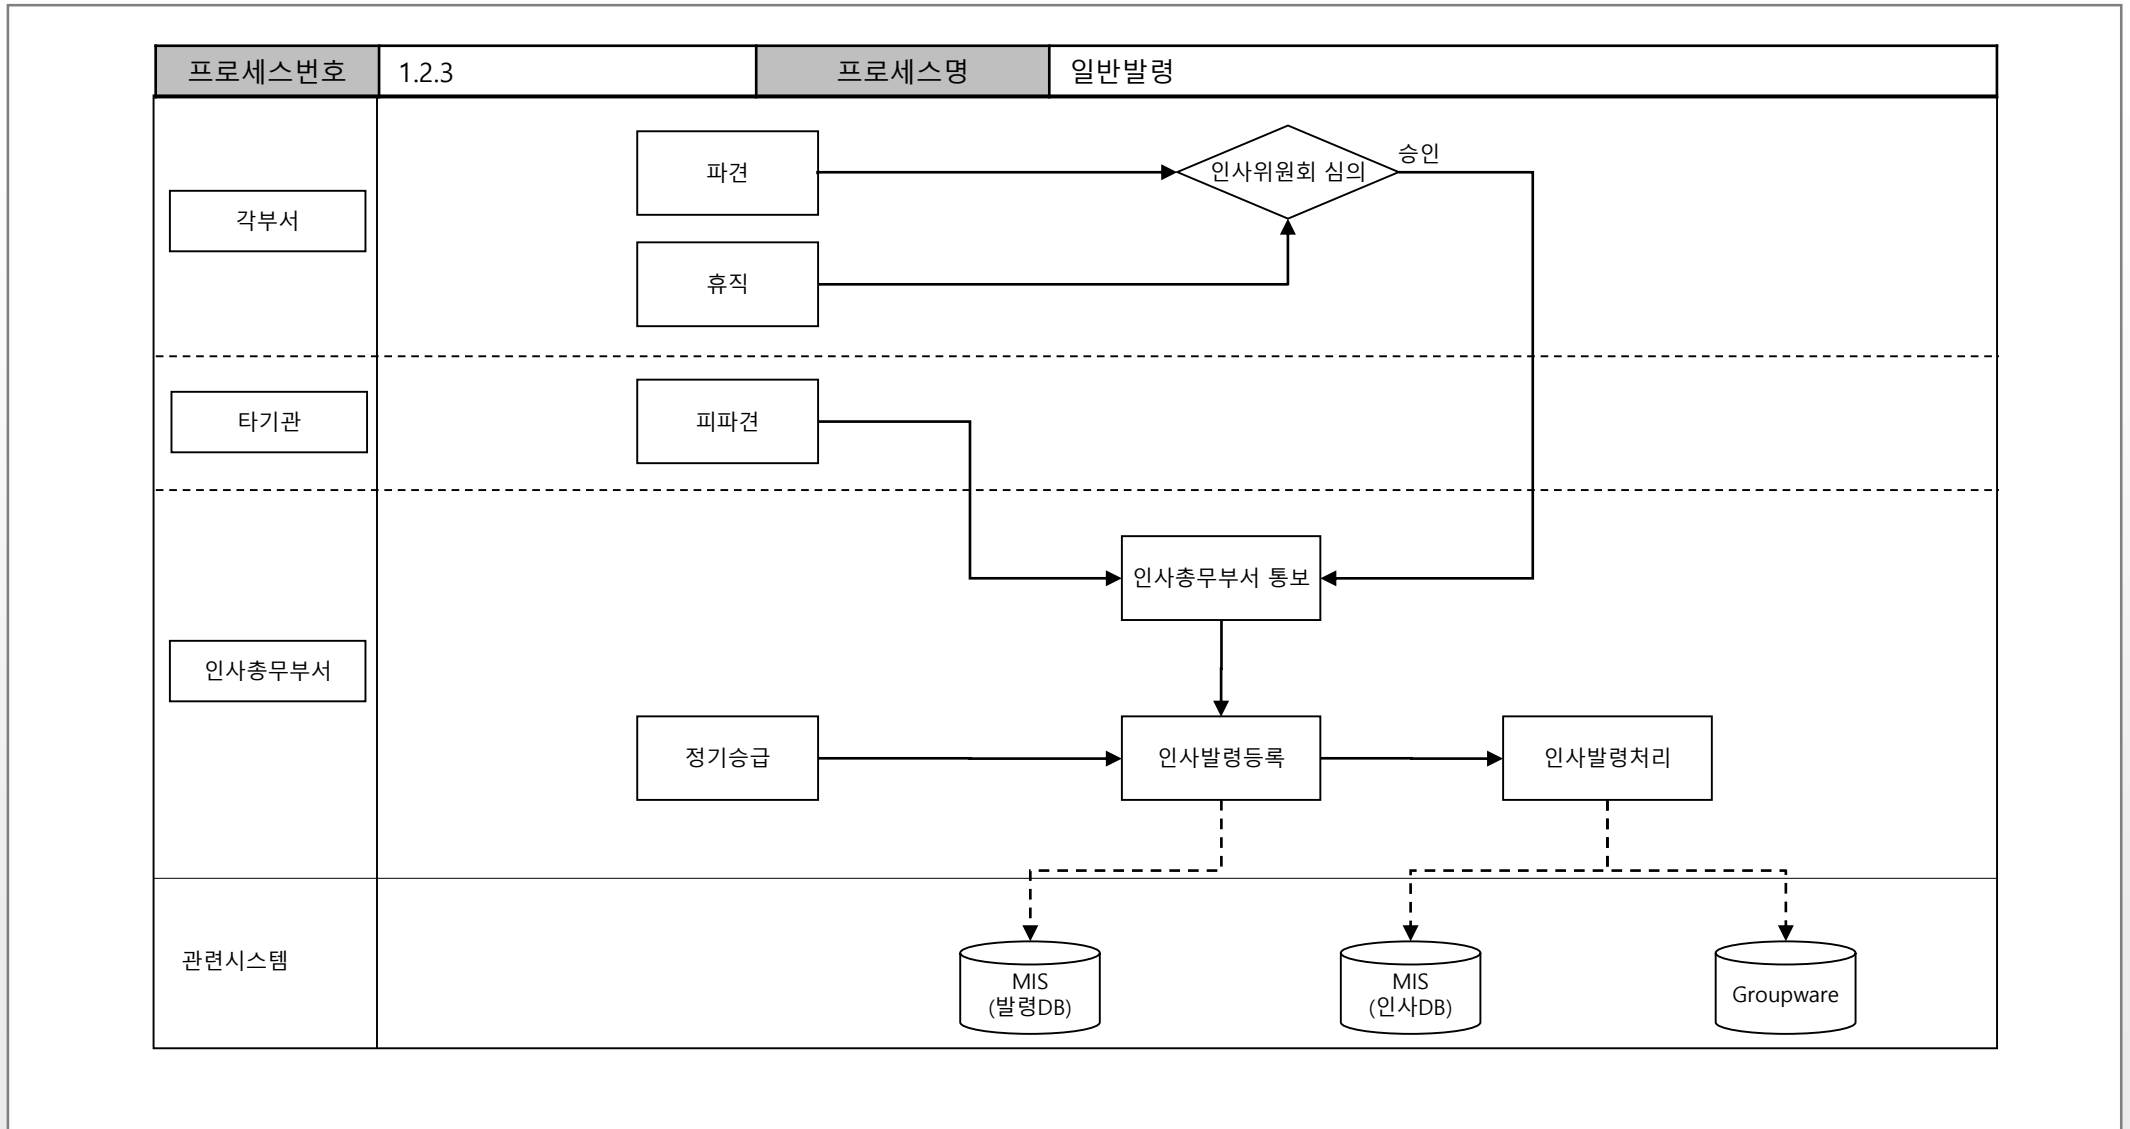 프로세스번호
1.2.3
프로세스명
일반발령
파견
인사위원회 심의
승인
각부서
휴직
타기관
피파견
인사총무부서 통보
인사총무부서
정기승급
인사발령등록
인사발령처리
관련시스템
MIS
(발령DB)
MIS
(인사DB)
Groupware